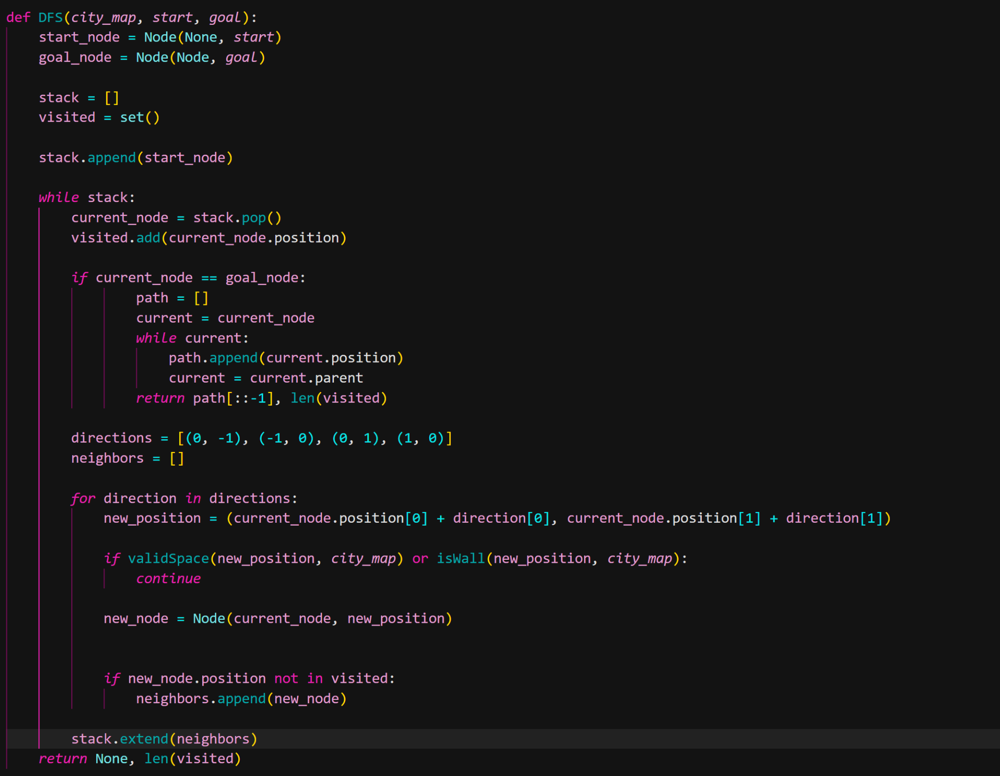 def DFS(city_map, start, goal):
    start_node = Node(None, start)
    goal_node = Node(Node, goal)

    stack = []
    visited = set()

    stack.append(start_node)

    while stack:
        current_node = stack.pop()
        visited.add(current_node.position)

        if current_node == goal_node:
                path = []
                current = current_node
                while current:
                    path.append(current.position)
                    current = current.parent
                return path[::-1], len(visited)

        directions = [(0, -1), (-1, 0), (0, 1), (1, 0)]
        neighbors = []

        for direction in directions:
            new_position = (current_node.position[0] + direction[0], current_node.position[1] + direction[1])

            if validSpace(new_position, city_map) or isWall(new_position, city_map):
                continue

            new_node = Node(current_node, new_position)


            if new_node.position not in visited:
                neighbors.append(new_node)

        stack.extend(neighbors)
    return None, len(visited)